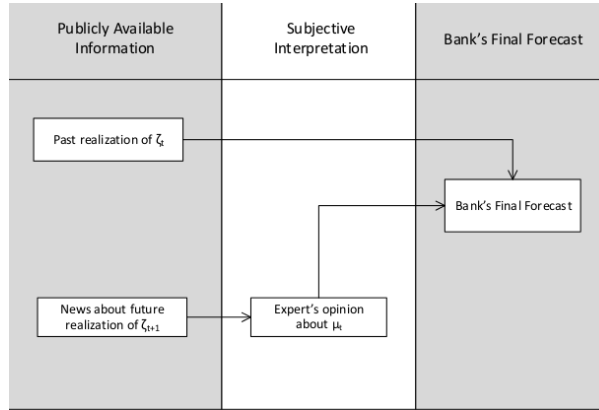 Publicly Available
Information
Subjective
Interpretation
Bank's Final Forecast
Past realization of ζt
Bank's Final Forecast
News about future
realization of ζt+1
Expert's opinion
about μt